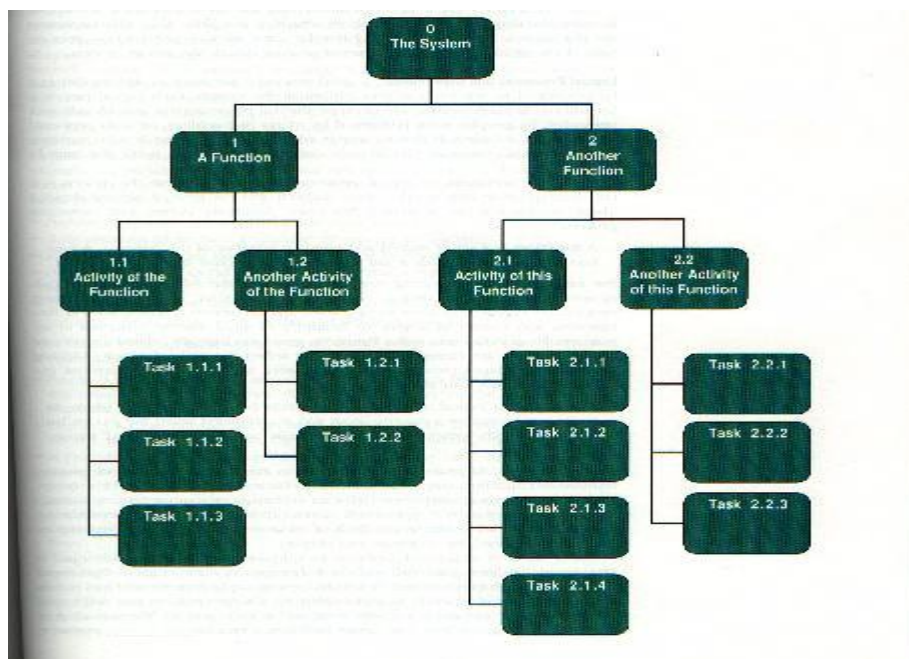 0
The System
1
A Function
2
Another
Function
1.1
Activity of the
Function
1.2
Another Activity
of the Function
2.1
Activity of this
Function
2.2
Another Activity
of this Function
Task 1.1.1
Task 1.1.2
Task 1.1.3
Task 1.2.1
Task 1.2.2
Task 2.1.1
Task 2.1.2
Task 2.1.3
Task 2.1.4
Task 2.2.1
Task 2.2.2
Task 2.2.3